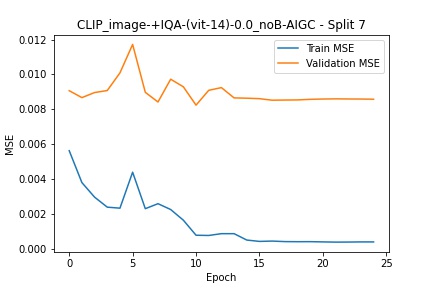 CLIP_image-+IQA-(vit-14)-0.0_noB-AIGC - Split 7
0.012
0.010
0.008
0.006
0.004
0.002
0.000
MSE
Train MSE
Validation MSE
0 5 10 15 20 25
Epoch